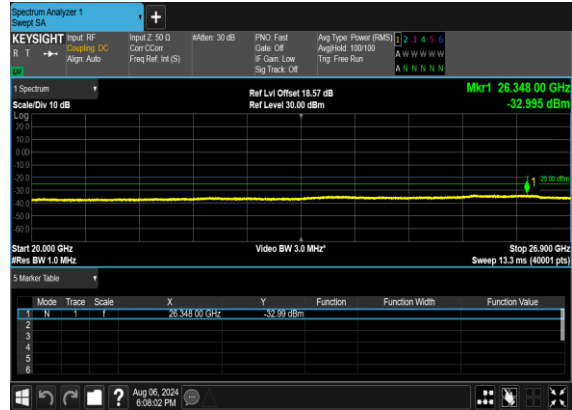 Spectrum Analyzer 1
Swept SA
+
KEYSIGHT Input: RF Input Z: 50 Ω #Atten: 30 dB PNO: Fast Avg Type: Power (RMS) 1 2 3 4 5 6
R T Coupling: DC Corr CCorr Gate: Off Avg|Hold: 100/100 A W W W W W
Align: Auto Freq Ref: Int (S) IF Gain: Low Trig: Free Run
Sig Track: Off A N N N N N
1 Spectrum Ref Lvl Offset 18.57 dB Mkr1 26.348 00 GHz
Scale/Div 10 dB Ref Level 30.00 dBm -32.995 dBm
Log
20.0
10.0
0.00
-10.0
-20.0
-25.00 dBm
1
-30.0
-40.0
-50.0
-60.0
Start 20.000 GHz Video BW 3.0 MHz* Stop 26.900 GHz
#Res BW 1.0 MHz Sweep 13.3 ms (40001 pts)
5 Marker Table
Mode Trace Scale X Y Function Function Width Function Value
1 N 1 f 26.348 00 GHz -32.99 dBm
2
3
4
5
6
? Aug 06, 2024
6:08:02 PM